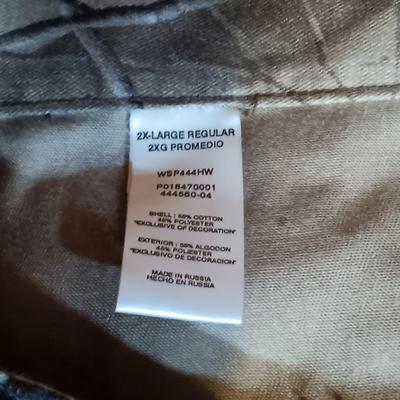 2X-LARGE REGULAR
2XG PROMEDIO
WSP444HW
P016470001
444560-04
SHELL: 55% COTTON
45% POLYESTER
*EXCLUSIVE OF DECORATION*
EXTERIOR: 55% ALGODON
45% POLIESTER
*EXCLUSIVO DE DECORACION*
MADE IN RUSSIA
HECHO EN RUSSIA